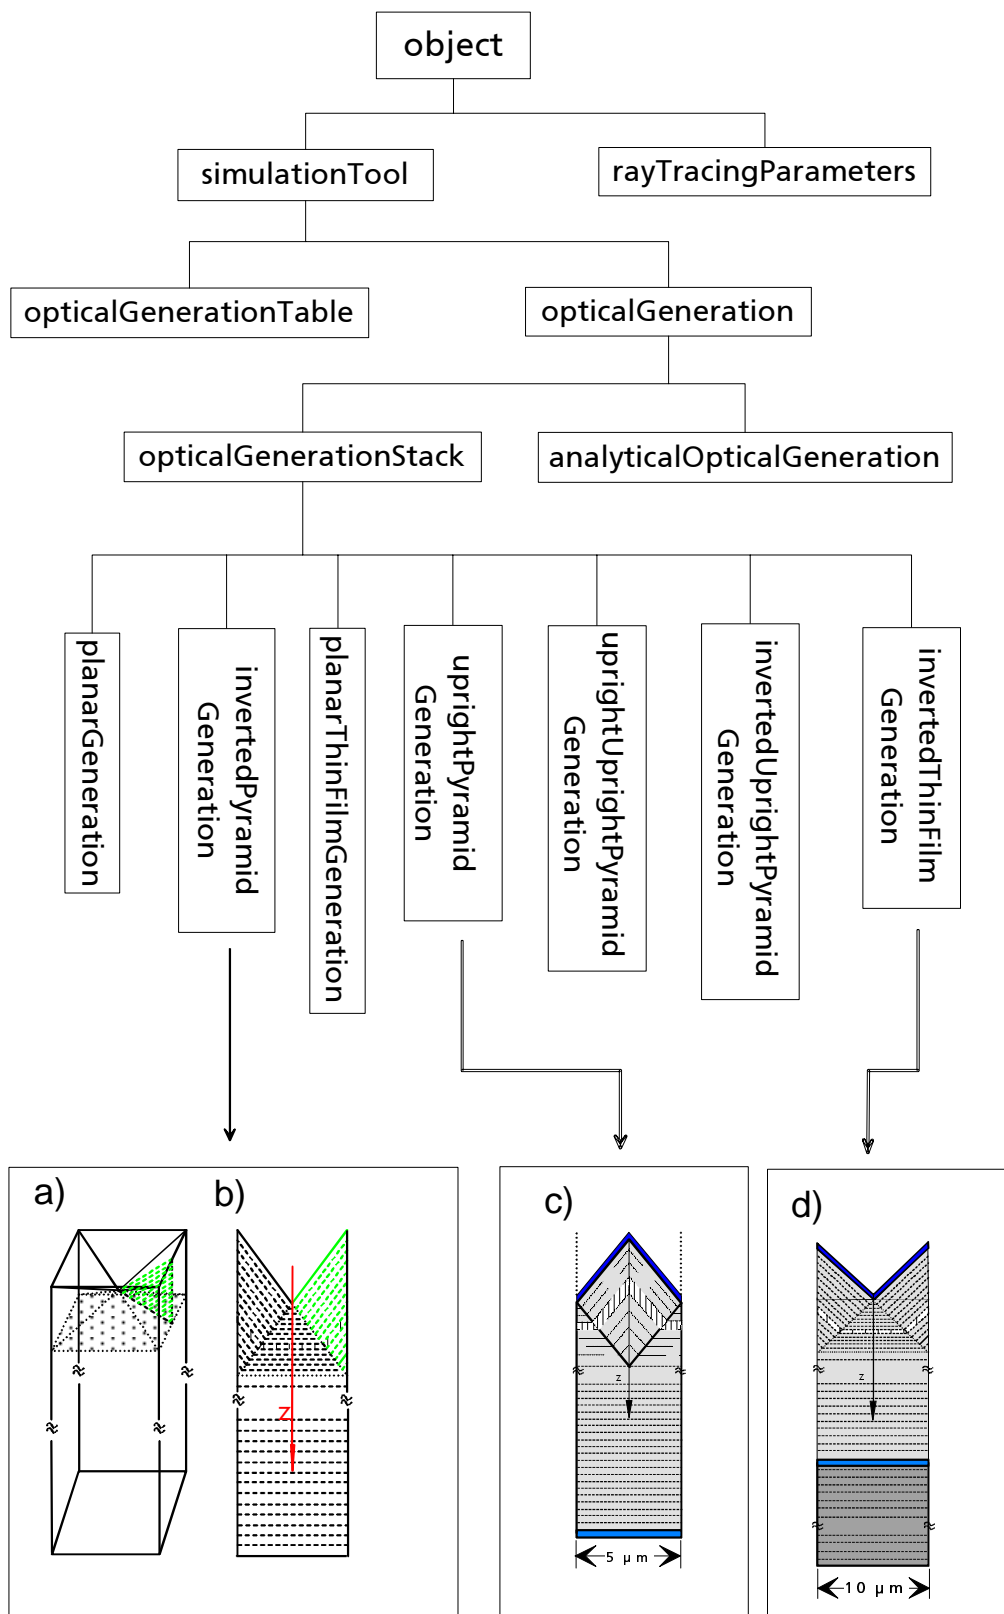 object
simulationTool
rayTracingParameters
opticalGenerationTable
opticalGeneration
opticalGenerationStack
analyticalOpticalGeneration
planarGeneration
invertedPyramid
Generation
planarThinFilmGeneration
uprightPyramid
Generation
uprightUprightPyramid
Generation
invertedUprightPyramid
Generation
invertedThinFilm
Generation
a)
b)
c)
d)
z
z
z
5 µm
10 µm